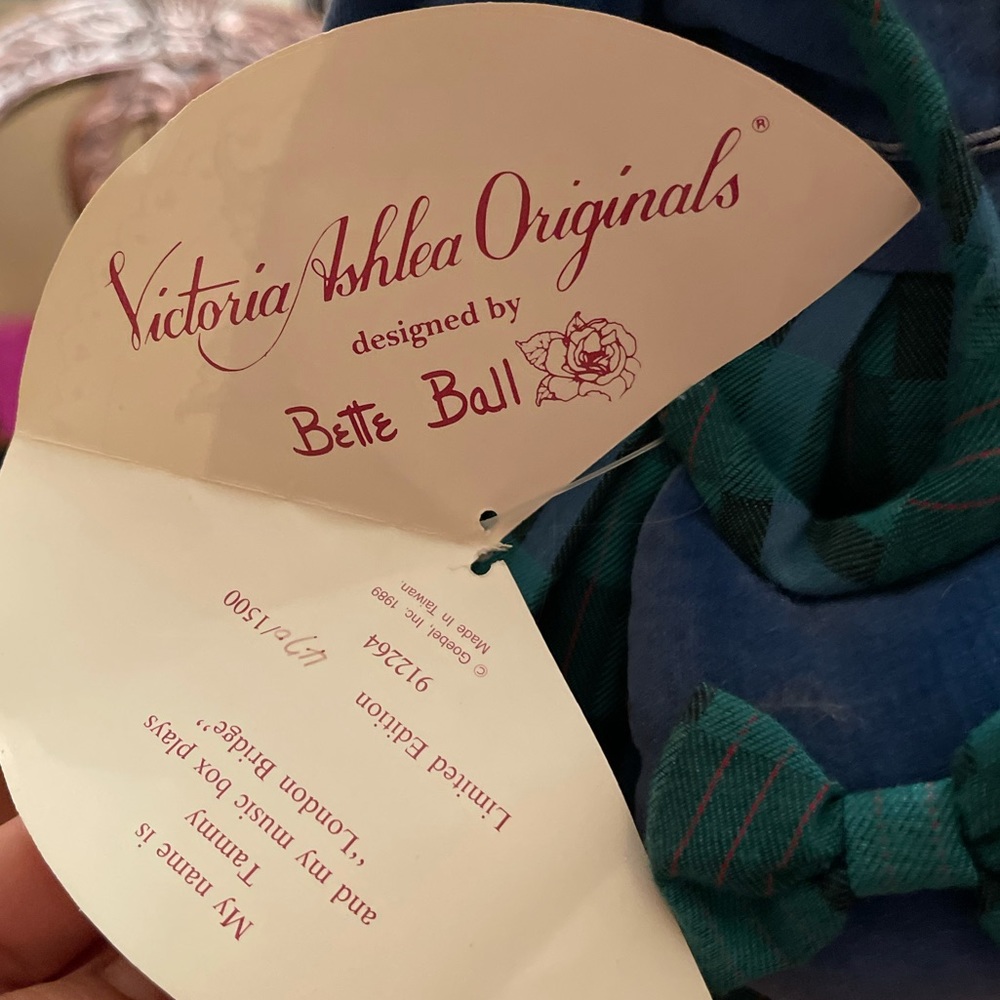 Victoria Ashlea Originals®
designed by
Bette Ball
My name is
Tammy
and my music box plays
“London Bridge”
Limited Edition
912264
470/1500
© Goebel, Inc. 1989
Made In Taiwan.